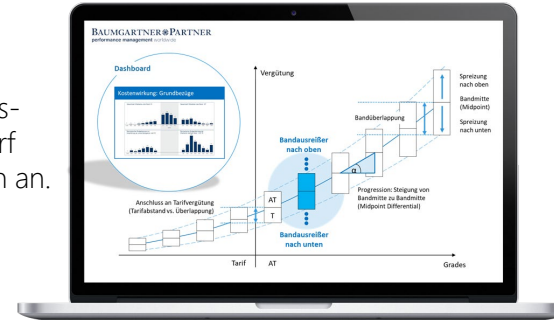 s-
rf
n an.
BAUMGARTNER PARTNER
performance management worldwide
Dashboard
Kostenwirkung: Grundbezüge
Vergütung
Spreizung
nach oben
Bandmitte
(Midpoint)
Spreizung
nach unten
Bandüberlappung
Bandausreißer
nach oben
α
Progression: Steigung von
Bandmitte zu Bandmitte
(Midpoint Differential)
Anschluss an Tarifvergütung
(Tarifabstand vs. Überlappung)
AT
T
Bandausreißer
nach unten
Tarif
AT
Grades